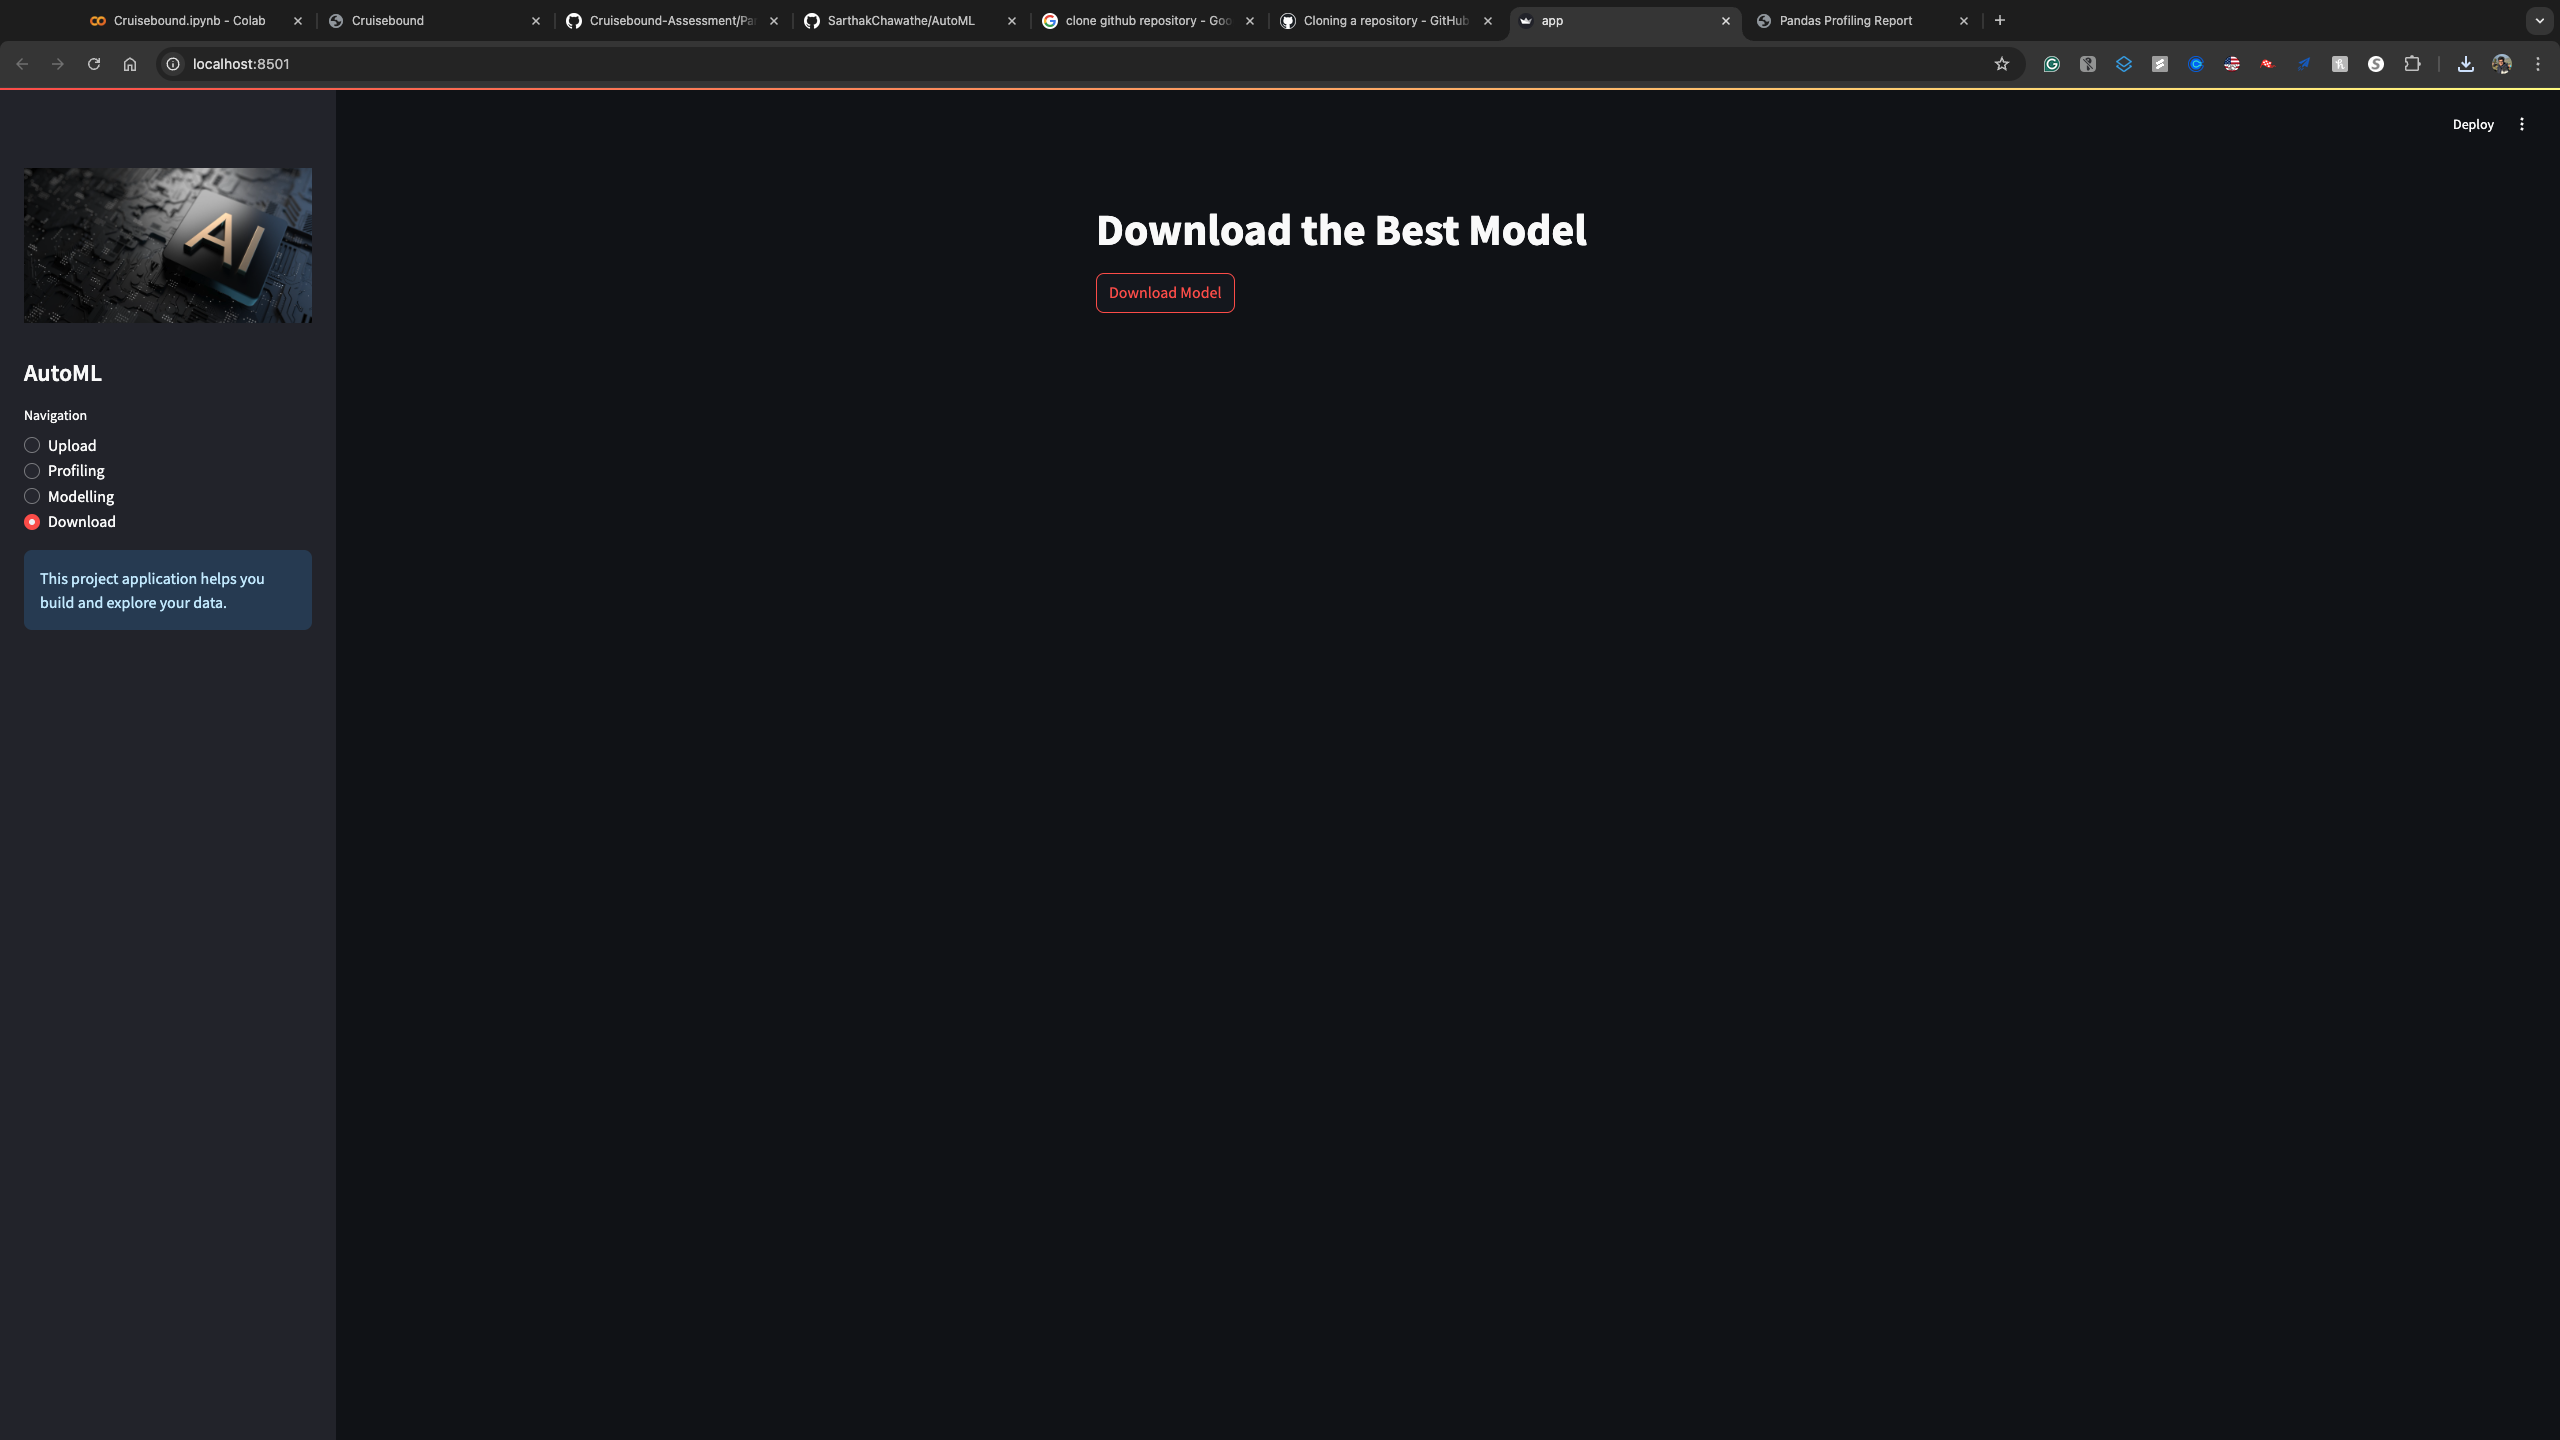 Cruisebound.ipynb - Colab
Cruisebound
Cruisebound-Assessment/Pa
SarthakChawathe/AutoML
clone github repository - Goo
Cloning a repository - GitHub
app
Pandas Profiling Report
localhost:8501
Deploy
AI
AutoML
Navigation
Upload
Profiling
Modelling
Download
This project application helps you
build and explore your data.
Download the Best Model
Download Model